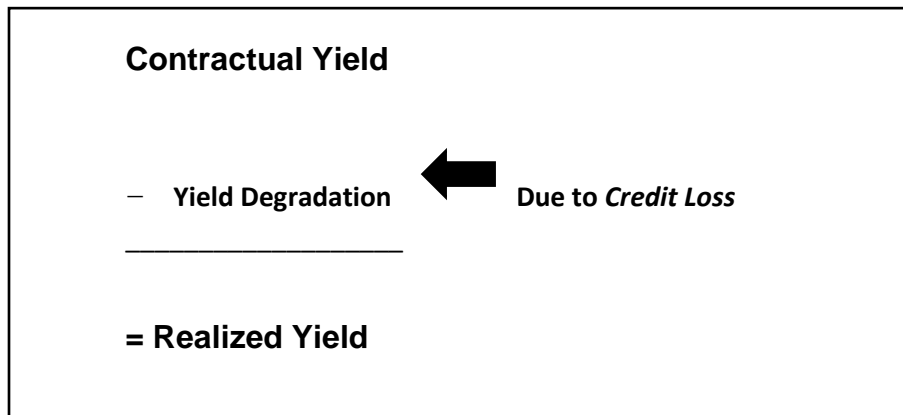 Contractual Yield
− Yield Degradation Due to Credit Loss
= Realized Yield